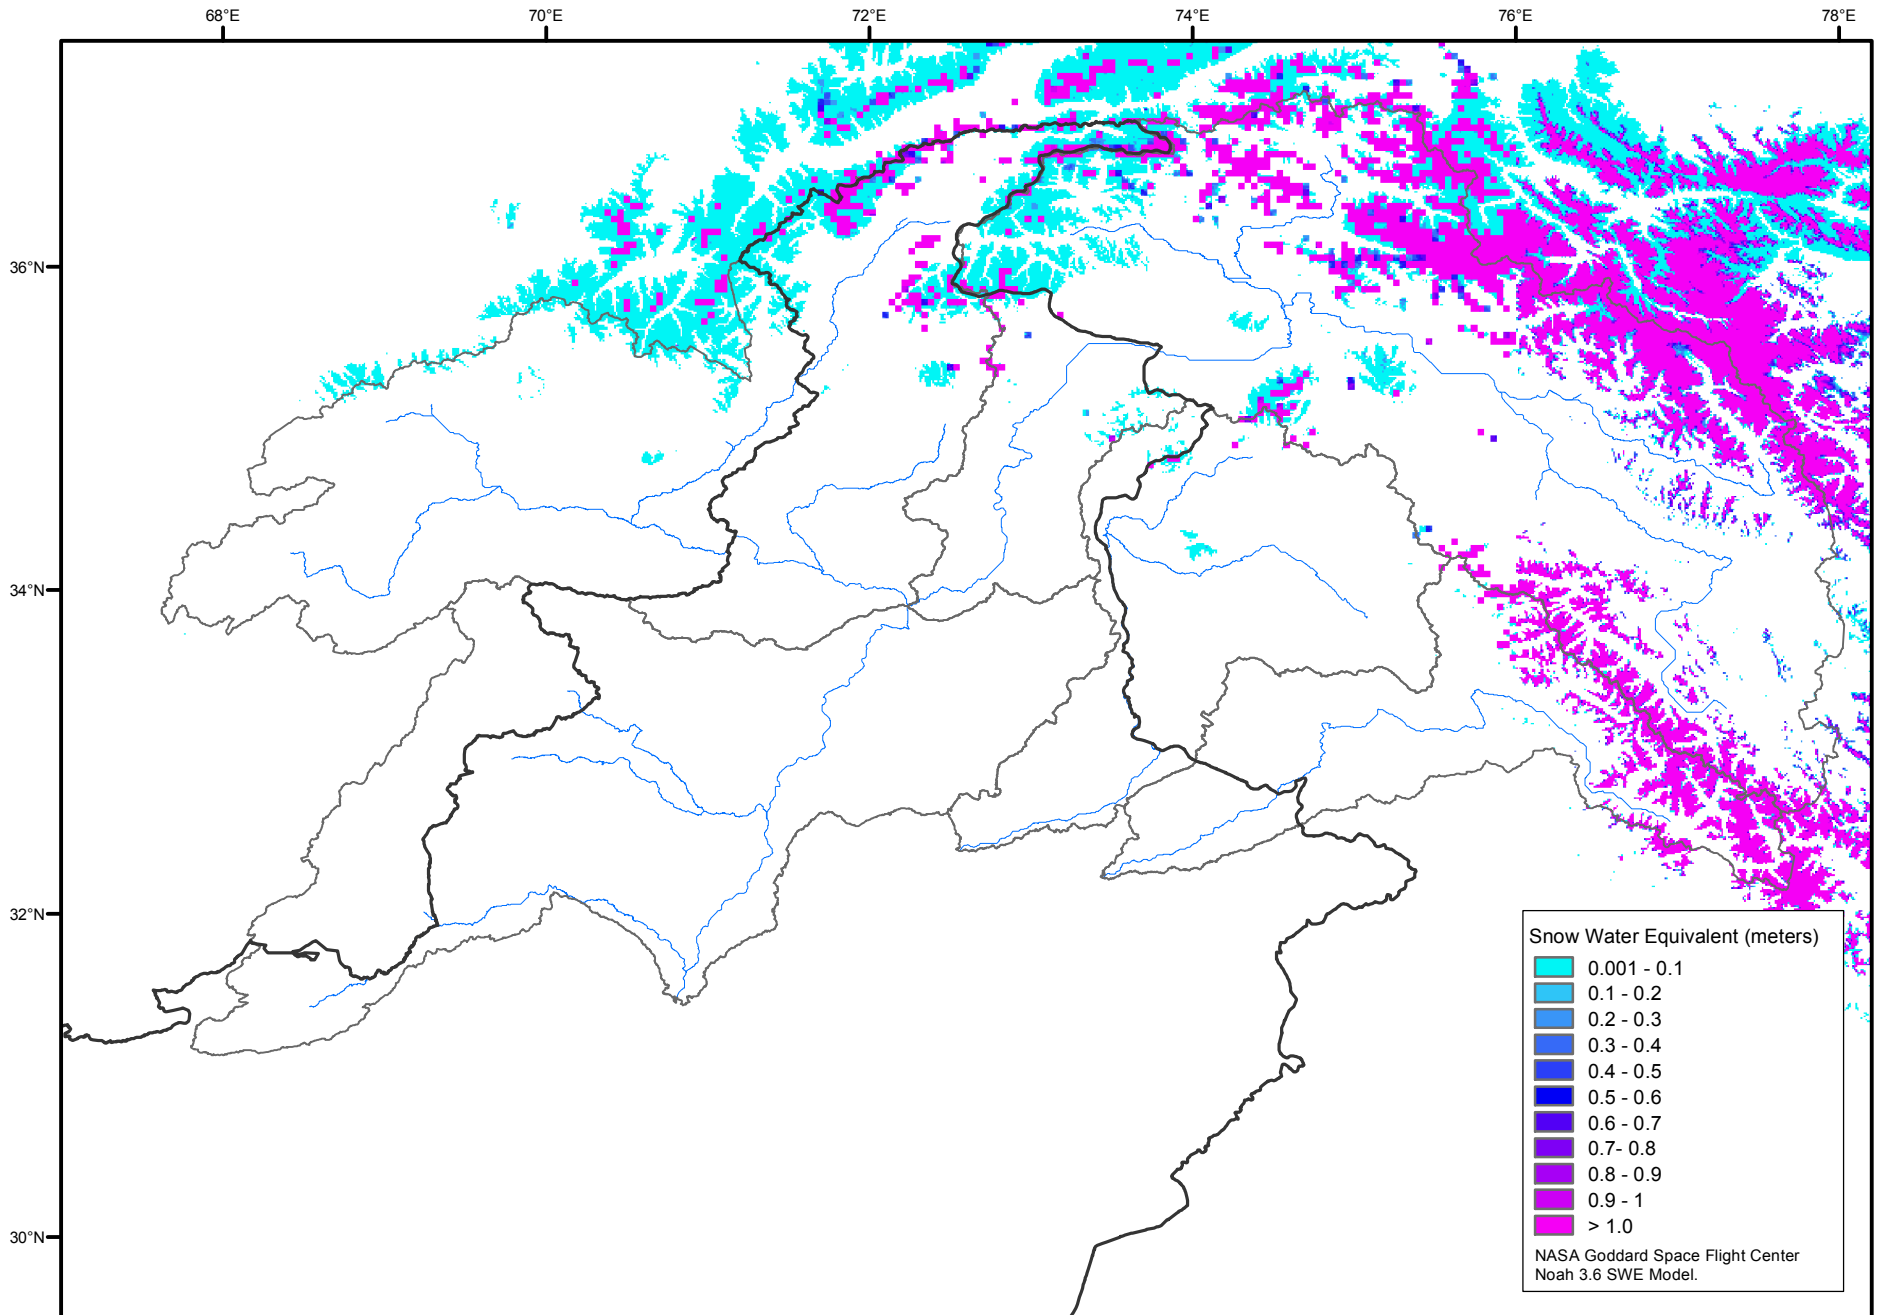 68°E 70°E 72°E 74°E 76°E 78°E
36°N
34°N
32°N
30°N
Snow Water Equivalent (meters)
0.001 - 0.1
0.1 - 0.2
0.2 - 0.3
0.3 - 0.4
0.4 - 0.5
0.5 - 0.6
0.6 - 0.7
0.7- 0.8
0.8 - 0.9
0.9 - 1
> 1.0
NASA Goddard Space Flight Center
Noah 3.6 SWE Model.